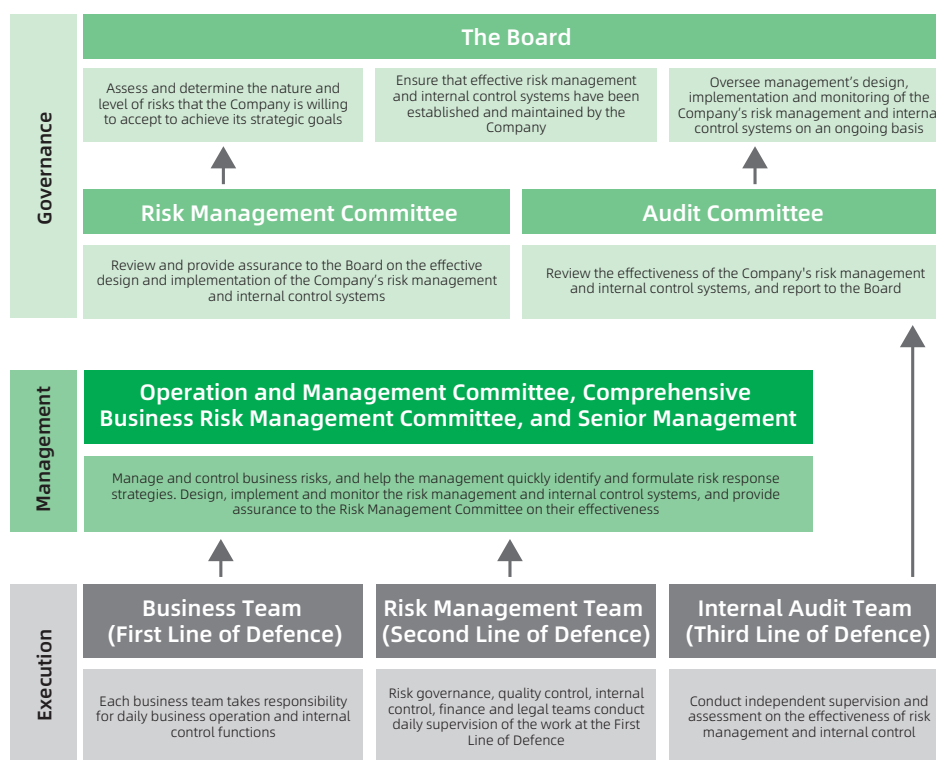 Governance
The Board
Assess and determine the nature and
level of risks that the Company is willing
to accept to achieve its strategic goals
Ensure that effective risk management
and internal control systems have been
established and maintained by the
Company
Oversee management's design,
implementation and monitoring of the
Company's risk management and internal
control systems on an ongoing basis
Risk Management Committee
Review and provide assurance to the Board on the effective
design and implementation of the Company's risk management
and internal control systems
Audit Committee
Review the effectiveness of the Company's risk management
and internal control systems, and report to the Board
Management
Operation and Management Committee, Comprehensive
Business Risk Management Committee, and Senior Management
Manage and control business risks, and help the management quickly identify and formulate risk response
strategies. Design, implement and monitor the risk management and internal control systems, and provide
assurance to the Risk Management Committee on their effectiveness
Execution
Business Team
(First Line of Defence)
Each business team takes responsibility
for daily business operation and internal
control functions
Risk Management Team
(Second Line of Defence)
Risk governance, quality control, internal
control, finance and legal teams conduct
daily supervision of the work at the First
Line of Defence
Internal Audit Team
(Third Line of Defence)
Conduct independent supervision and
assessment on the effectiveness of risk
management and internal control